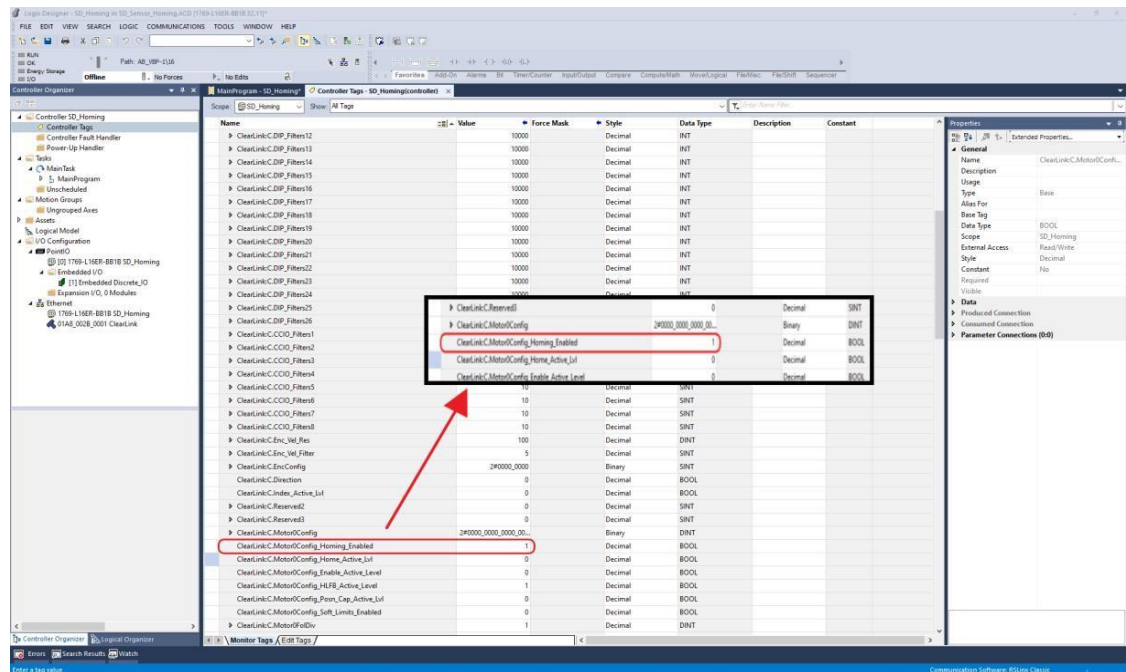 Logix Designer - SD_Homing in SD_Sensor_Homing.ACD [1769-L16ER-BB1B 32.11]*
FILE EDIT VIEW SEARCH LOGIC COMMUNICATIONS TOOLS WINDOW HELP
RUN
OK
Energy Storage
I/O
Path: AB_VBP-1\16
Offline
No Forces
No Edits
Favorites Add-On Alarms Bit Timer/Counter Input/Output Compare Compute/Math Move/Logical File/Misc. File/Shift Sequencer
Controller Organizer
MainProgram - SD_Homing*
Controller Tags - SD_Homing(controller)
Scope: SD_Homing Show: All Tags
Enter Name Filter...
Controller SD_Homing
Controller Tags
Controller Fault Handler
Power-Up Handler
Tasks
MainTask
MainProgram
Unscheduled
Motion Groups
Ungrouped Axes
Assets
Logical Model
I/O Configuration
PointIO
[0] 1769-L16ER-BB1B SD_Homing
Embedded I/O
[1] Embedded Discrete_IO
Expansion I/O, 0 Modules
Ethernet
1769-L16ER-BB1B SD_Homing
01A8_002B_0001 ClearLink
Name Value Force Mask Style Data Type Description Constant
ClearLink:C.DIP_Filters12 10000 Decimal INT
ClearLink:C.DIP_Filters13 10000 Decimal INT
ClearLink:C.DIP_Filters14 10000 Decimal INT
ClearLink:C.DIP_Filters15 10000 Decimal INT
ClearLink:C.DIP_Filters16 10000 Decimal INT
ClearLink:C.DIP_Filters17 10000 Decimal INT
ClearLink:C.DIP_Filters18 10000 Decimal INT
ClearLink:C.DIP_Filters19 10000 Decimal INT
ClearLink:C.DIP_Filters20 10000 Decimal INT
ClearLink:C.DIP_Filters21 10000 Decimal INT
ClearLink:C.DIP_Filters22 10000 Decimal INT
ClearLink:C.DIP_Filters23 10000 Decimal INT
ClearLink:C.DIP_Filters24 10000 Decimal INT
ClearLink:C.DIP_Filters25
ClearLink:C.DIP_Filters26
ClearLink:C.CCIO_Filters1
ClearLink:C.CCIO_Filters2
ClearLink:C.CCIO_Filters3
ClearLink:C.CCIO_Filters4
ClearLink:C.Reserved3 0 Decimal SINT
ClearLink:C.Motor0Config 2#0000_0000_0000_00... Binary DINT
ClearLink:C.Motor0Config_Homing_Enabled 1 Decimal BOOL
ClearLink:C.Motor0Config_Home_Active_Lvl 0 Decimal BOOL
ClearLink:C.Motor0Config_Enable_Active_Level 0 Decimal BOOL
ClearLink:C.CCIO_Filters5 10 Decimal SINT
ClearLink:C.CCIO_Filters6 10 Decimal SINT
ClearLink:C.CCIO_Filters7 10 Decimal SINT
ClearLink:C.CCIO_Filters8 10 Decimal SINT
ClearLink:C.Enc_Vel_Res 100 Decimal DINT
ClearLink:C.Enc_Vel_Filter 5 Decimal SINT
ClearLink:C.EncConfig 2#0000_0000 Binary SINT
ClearLink:C.Direction 0 Decimal BOOL
ClearLink:C.Index_Active_Lvl 0 Decimal BOOL
ClearLink:C.Reserved2 0 Decimal SINT
ClearLink:C.Reserved3 0 Decimal SINT
ClearLink:C.Motor0Config 2#0000_0000_0000_00... Binary DINT
ClearLink:C.Motor0Config_Homing_Enabled 1 Decimal BOOL
ClearLink:C.Motor0Config_Home_Active_Lvl 0 Decimal BOOL
ClearLink:C.Motor0Config_Enable_Active_Level 0 Decimal BOOL
ClearLink:C.Motor0Config_HLFB_Active_Level 1 Decimal BOOL
ClearLink:C.Motor0Config_Posn_Cap_Active_Lvl 0 Decimal BOOL
ClearLink:C.Motor0Config_Soft_Limits_Enabled 0 Decimal BOOL
ClearLink:C.Motor0FolDiv 1 Decimal DINT
Properties
Extended Properties...
General
Name ClearLink:C.Motor0Confi...
Description
Usage
Type Base
Alias For
Base Tag
Data Type BOOL
Scope SD_Homing
External Access Read/Write
Style Decimal
Constant No
Required
Visible
Data
Produced Connection
Consumed Connection
Parameter Connections {0:0}
Controller Organizer Logical Organizer
Monitor Tags Edit Tags
Errors Search Results Watch
Enter a tag value
Communication Software: RSLinx Classic